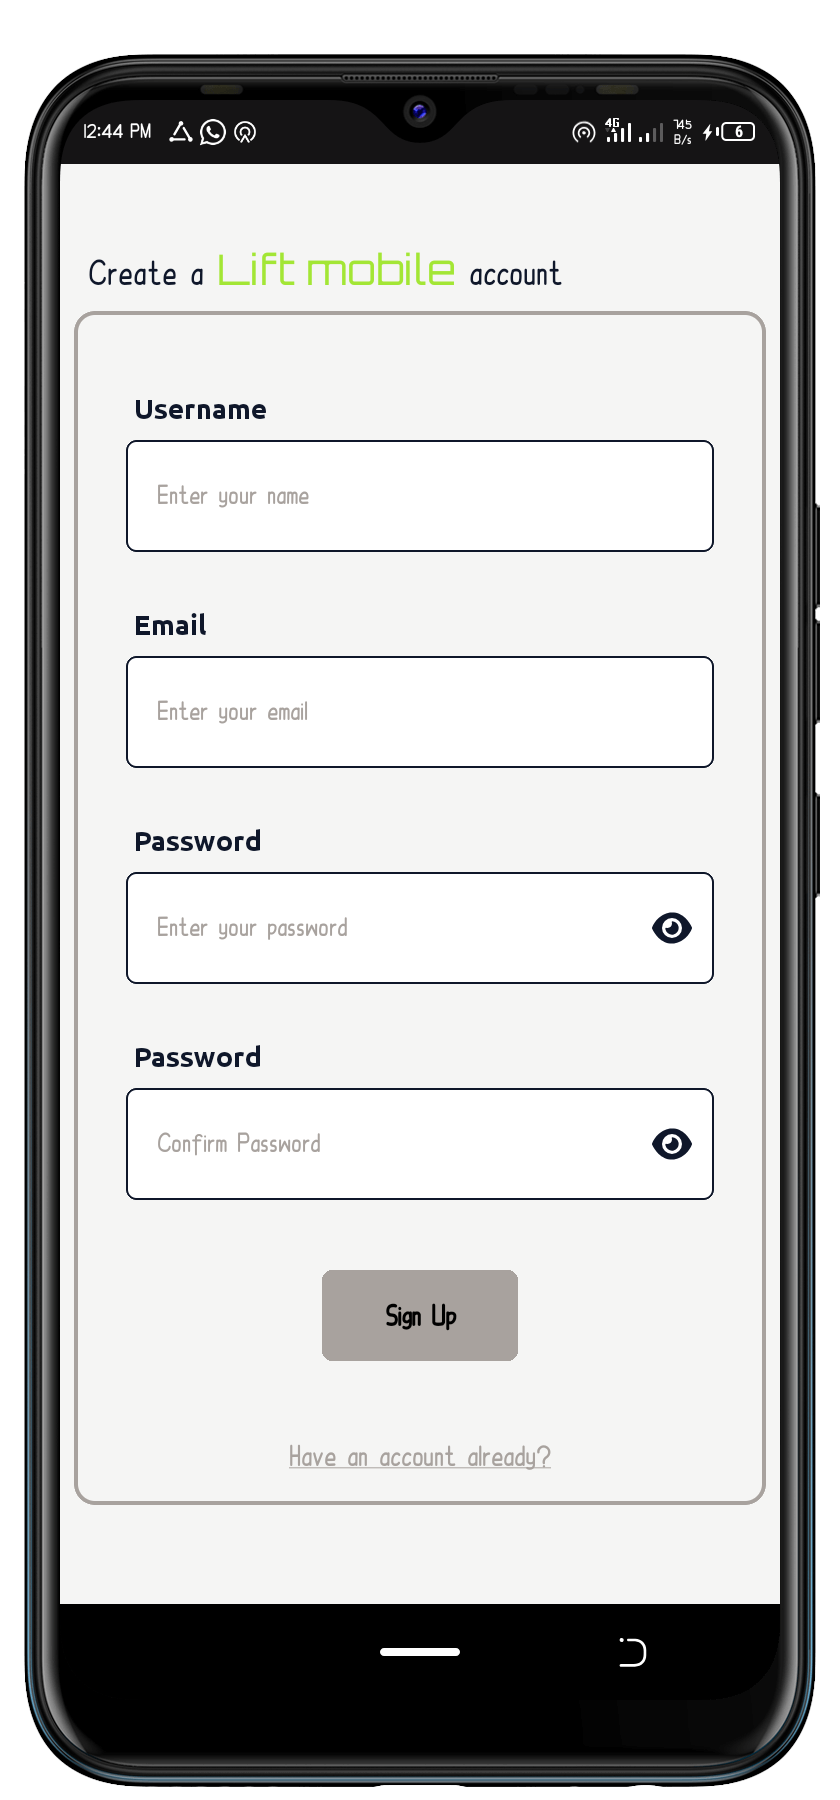 12:44 PM 4G 745 B/s 6
Create a Lift mobile account
Username
Enter your name
Email
Enter your email
Password
Enter your password
Password
Confirm Password
Sign Up
Have an account already?